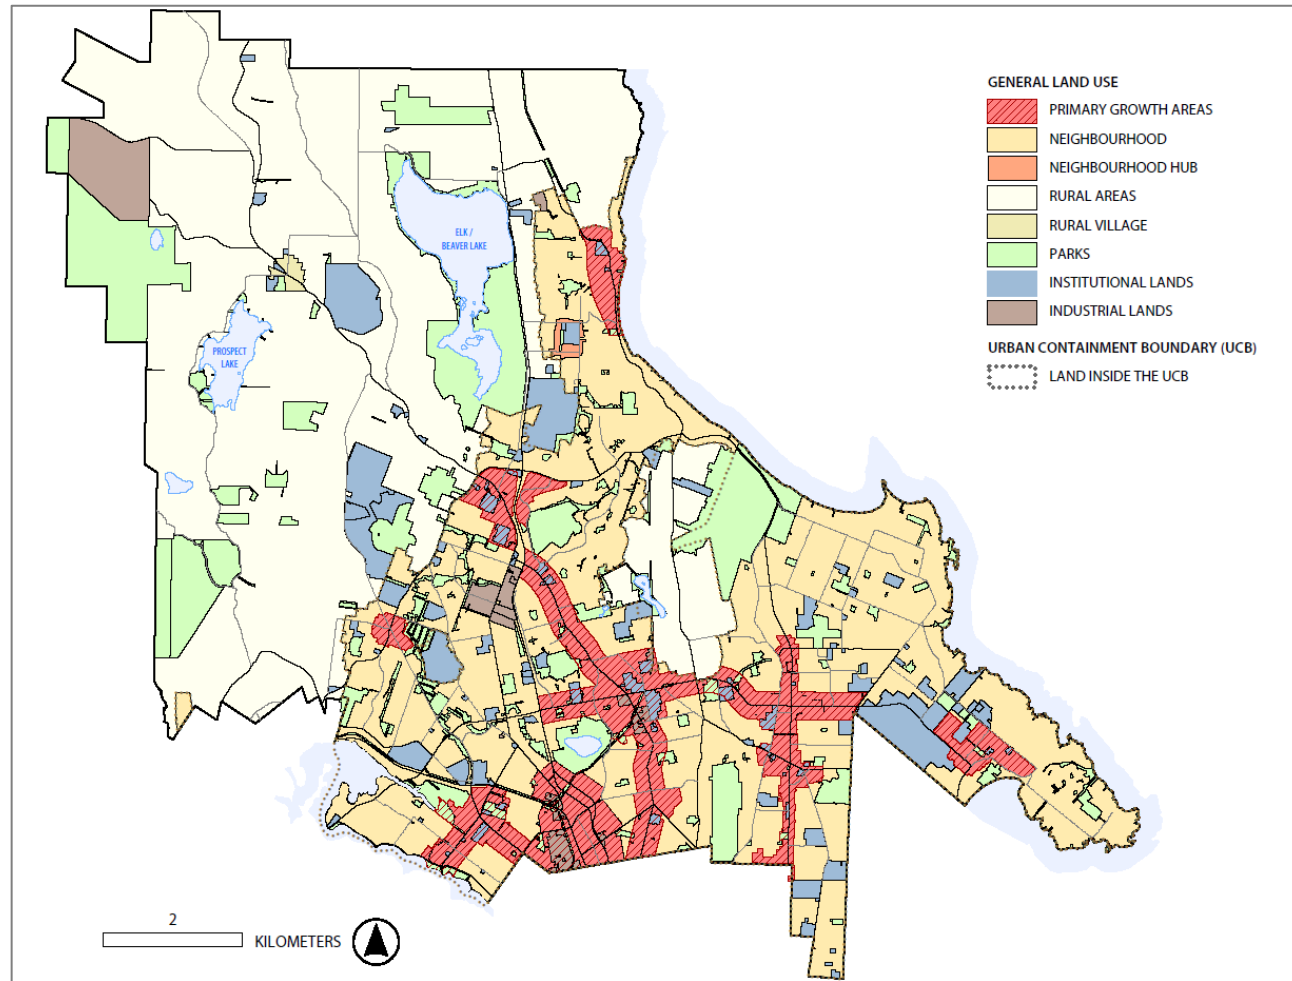 GENERAL LAND USE
PRIMARY GROWTH AREAS
NEIGHBOURHOOD
NEIGHBOURHOOD HUB
RURAL AREAS
RURAL VILLAGE
PARKS
INSTITUTIONAL LANDS
INDUSTRIAL LANDS
URBAN CONTAINMENT BOUNDARY (UCB)
LAND INSIDE THE UCB
ELK /
BEAVER LAKE
PROSPECT
LAKE
2
KILOMETERS